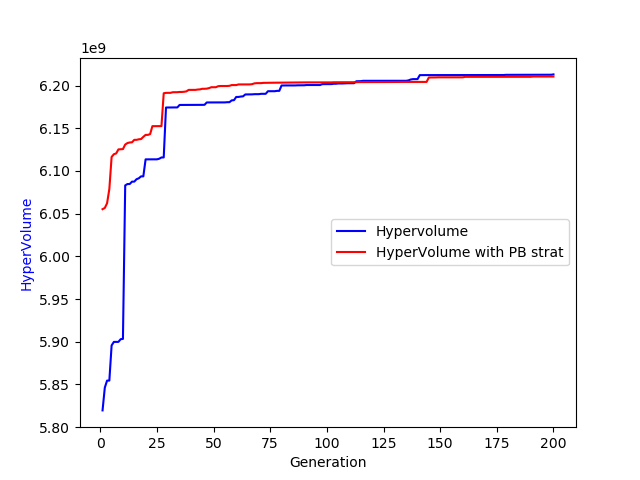 1e9
6.20
6.15
6.10
6.05
6.00
5.95
5.90
5.85
5.80
HyperVolume
Hypervolume
HyperVolume with PB strat
0 25 50 75 100 125 150 175 200
Generation